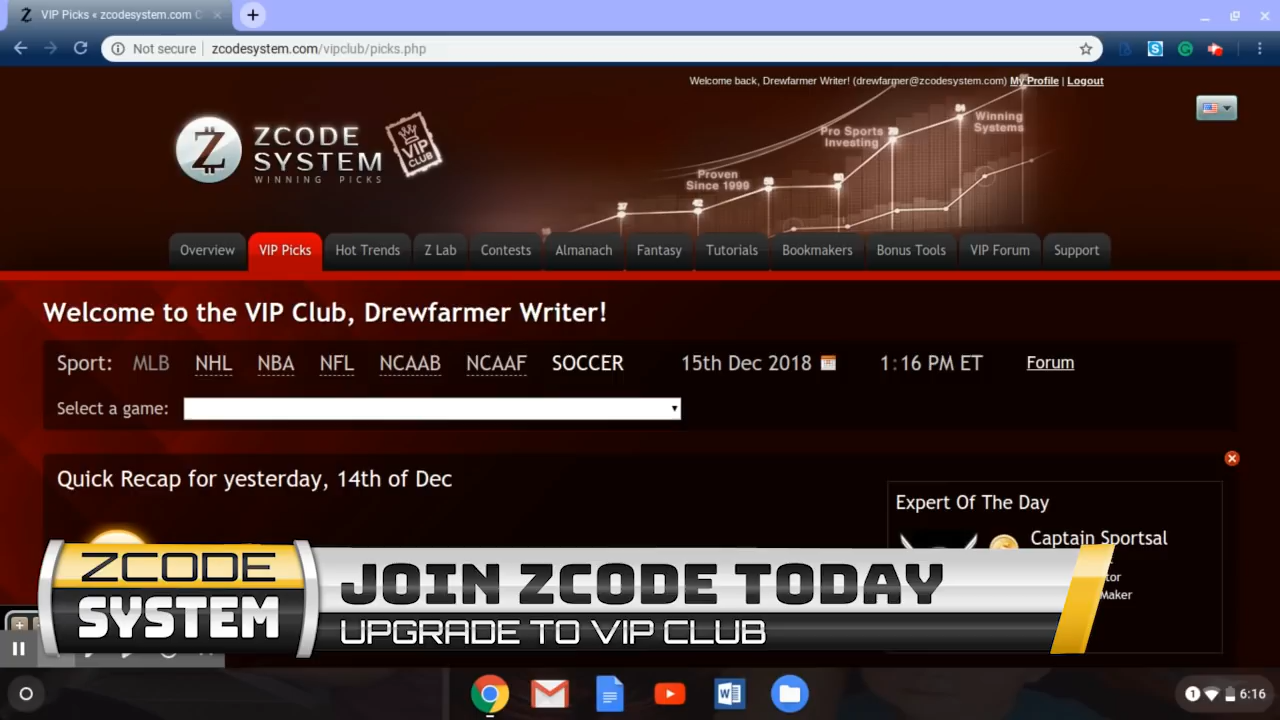 VIP Picks « zcodesystem.com
Not secure
zcodesystem.com/vipclub/picks.php
Welcome back, Drewfarmer Writer! (drewfarmer@zcodesystem.com) My Profile | Logout
ZCODE
SYSTEM
WINNING PICKS
VIP
CLUB
Proven
Since 1999
Pro Sports
Investing
Winning
Systems
37
42
Overview
VIP Picks
Hot Trends
Z Lab
Contests
Almanach
Fantasy
Tutorials
Bookmakers
Bonus Tools
VIP Forum
Support
Welcome to the VIP Club, Drewfarmer Writer!
Sport: MLB NHL NBA NFL NCAAB NCAAF SOCCER 15th Dec 2018 1:16 PM ET Forum
Select a game:
Quick Recap for yesterday, 14th of Dec
Expert Of The Day
Captain Sportsal
tor
Maker
ZCODE
SYSTEM
JOIN ZCODE TODAY
UPGRADE TO VIP CLUB
1
6:16